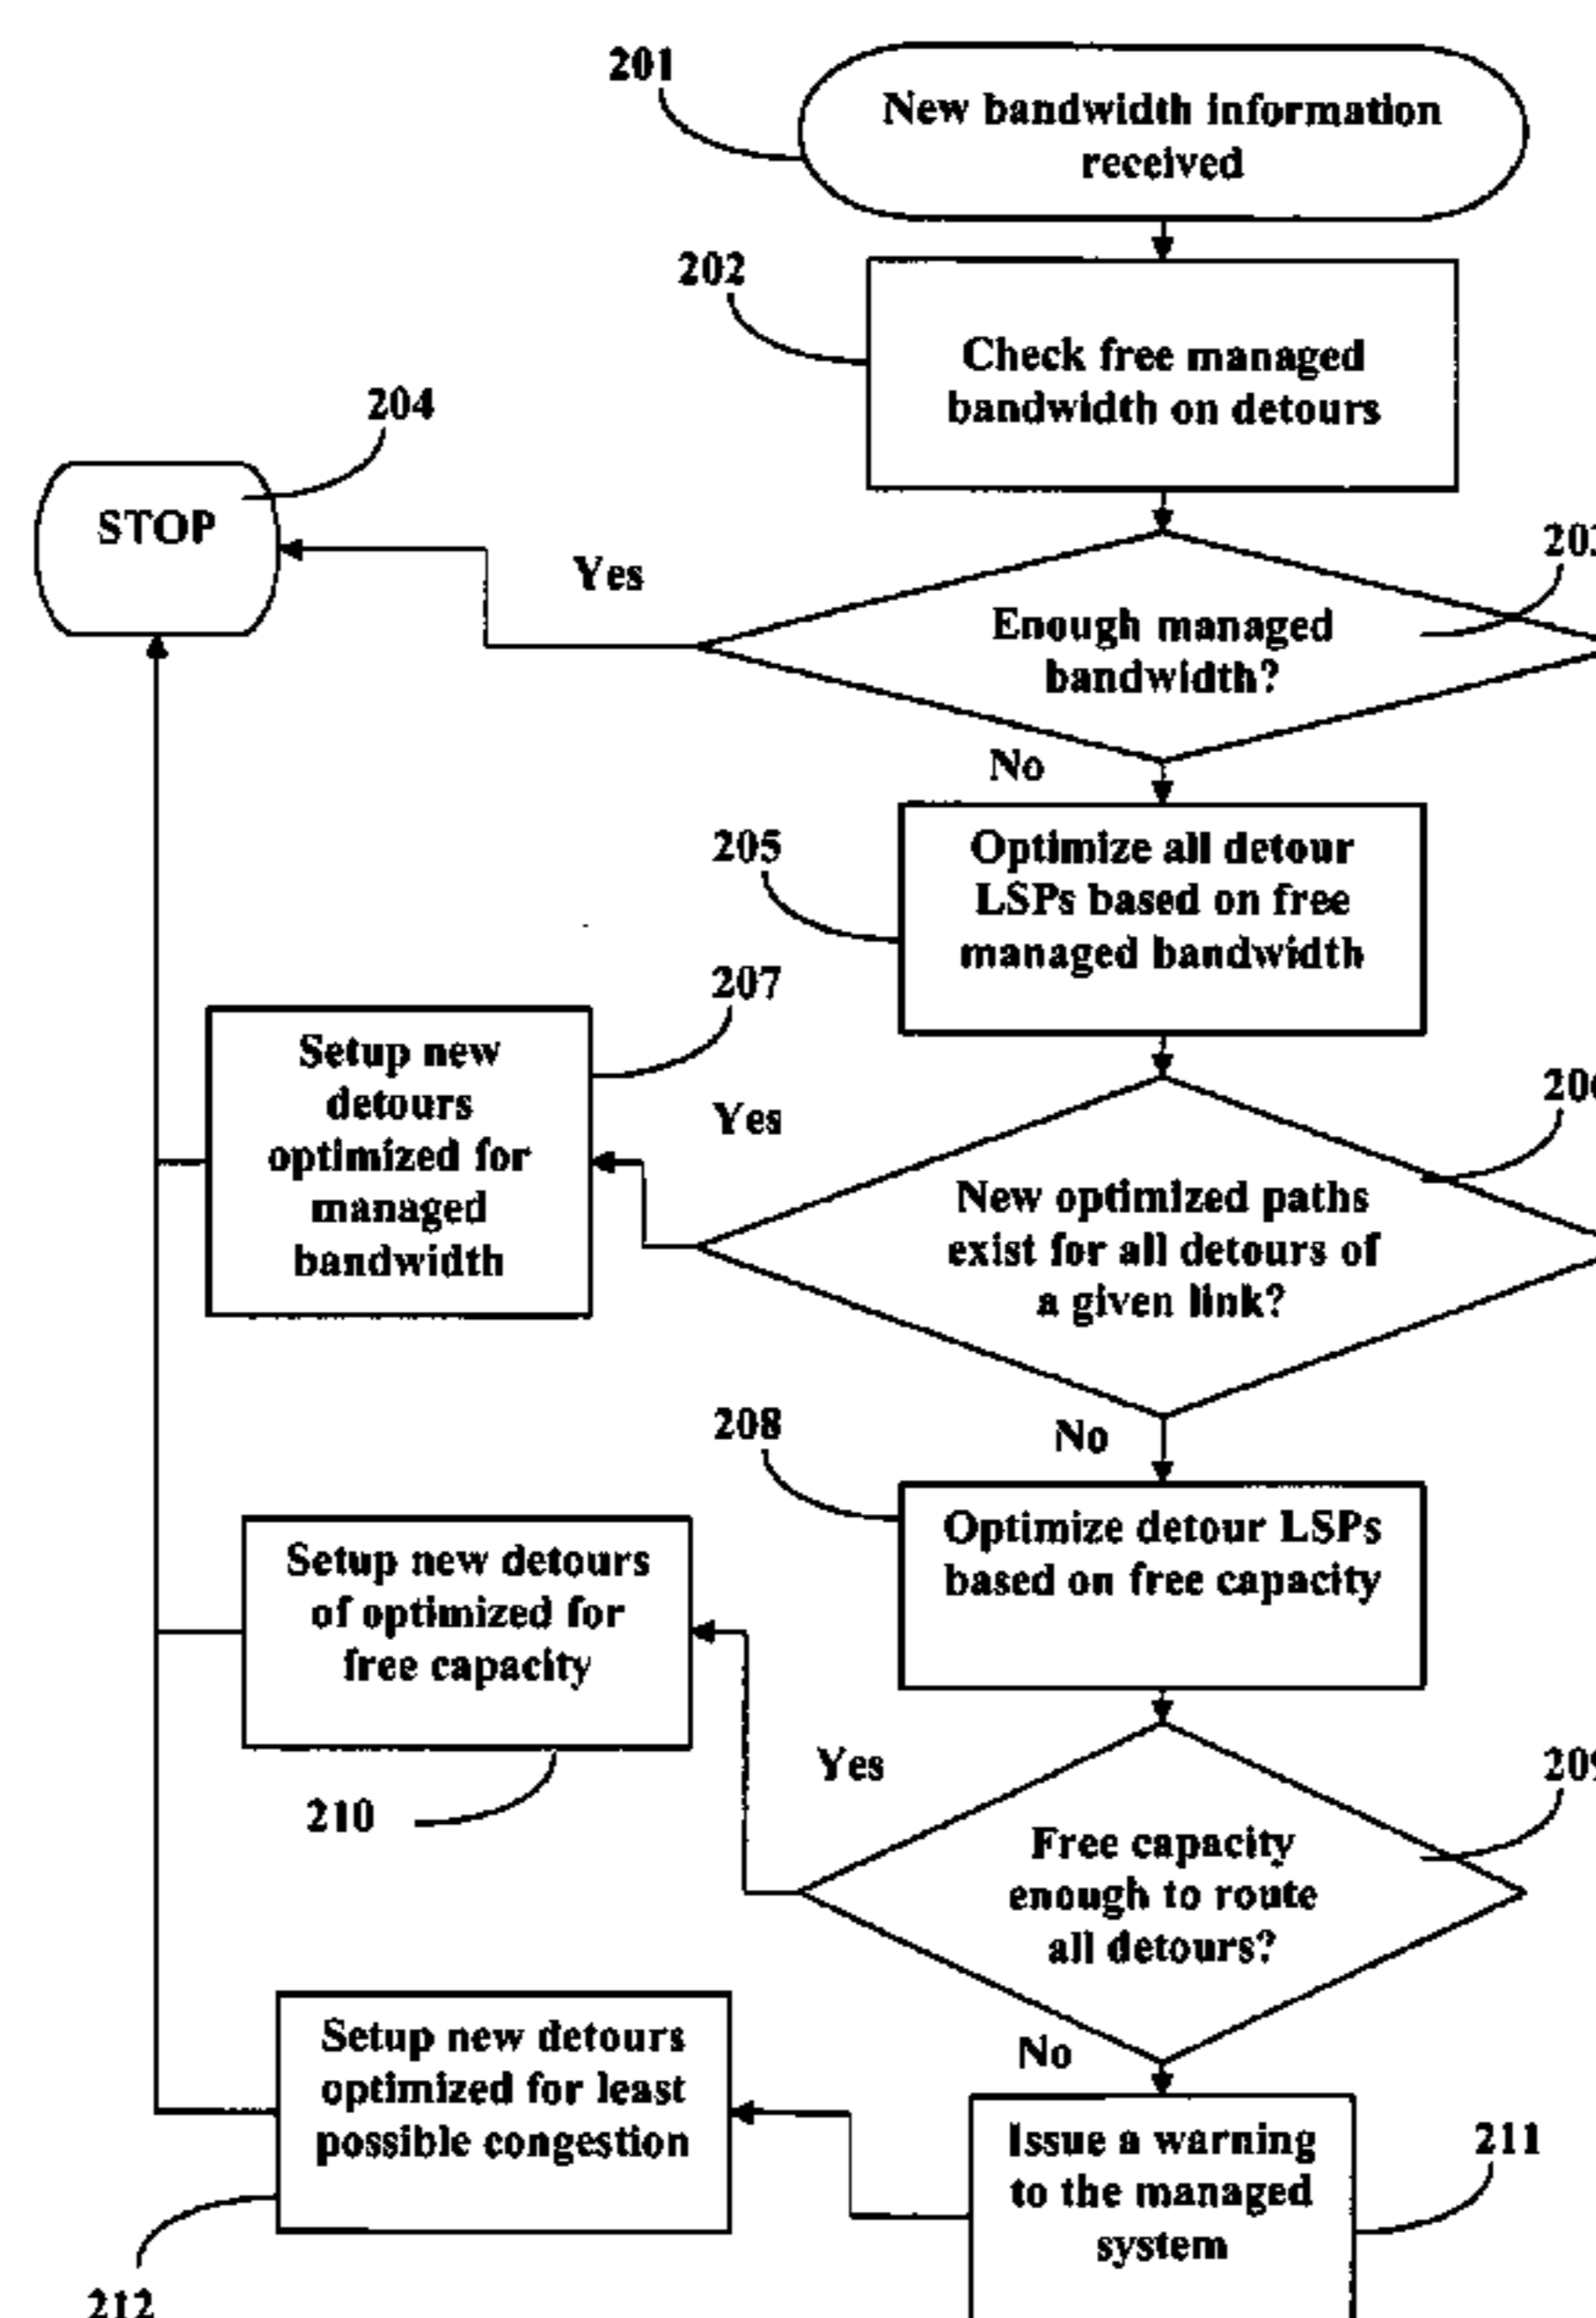 201
New bandwidth information
received
202
Check free managed
bandwidth on detours
204
STOP
Yes
Enough managed
bandwidth?
No
205
Optimize all detour
LSPs based on free
managed bandwidth
207
Setup new
detours
optimized for
managed
bandwidth
Yes
New optimized paths
exist for all detours of
a given link?
No
208
Optimize detour LSPs
based on free capacity
Setup new detours
of optimized for
free capacity
210
Yes
Free capacity
enough to route
all detours?
No
Setup new detours
optimized for least
possible congestion
Issue a warning
to the managed
system
211
212